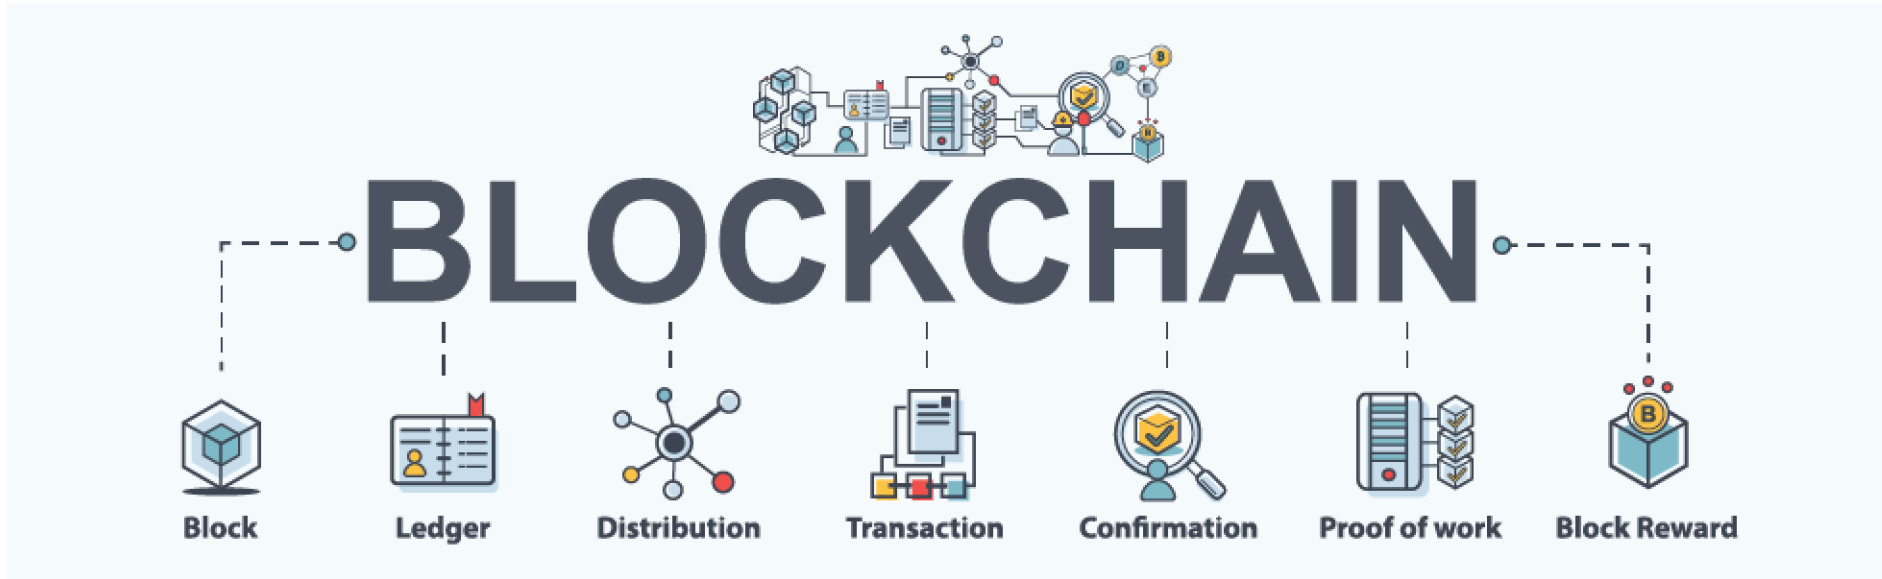 BLOCKCHAIN
Block
Ledger
Distribution
Transaction
Confirmation
Proof of work
Block Reward